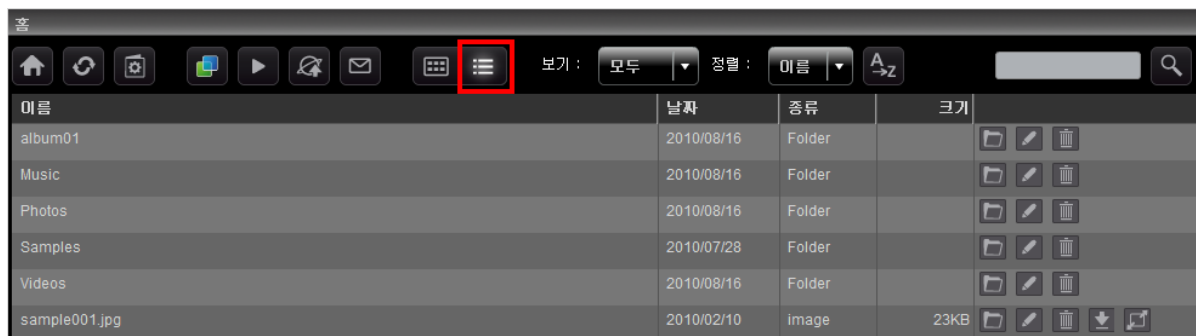 홈
보기 : 모두 정렬 : 이름 A→Z
이름 날짜 종류 크기
album01 2010/08/16 Folder
Music 2010/08/16 Folder
Photos 2010/08/16 Folder
Samples 2010/07/28 Folder
Videos 2010/08/16 Folder
sample001.jpg 2010/02/10 image 23KB